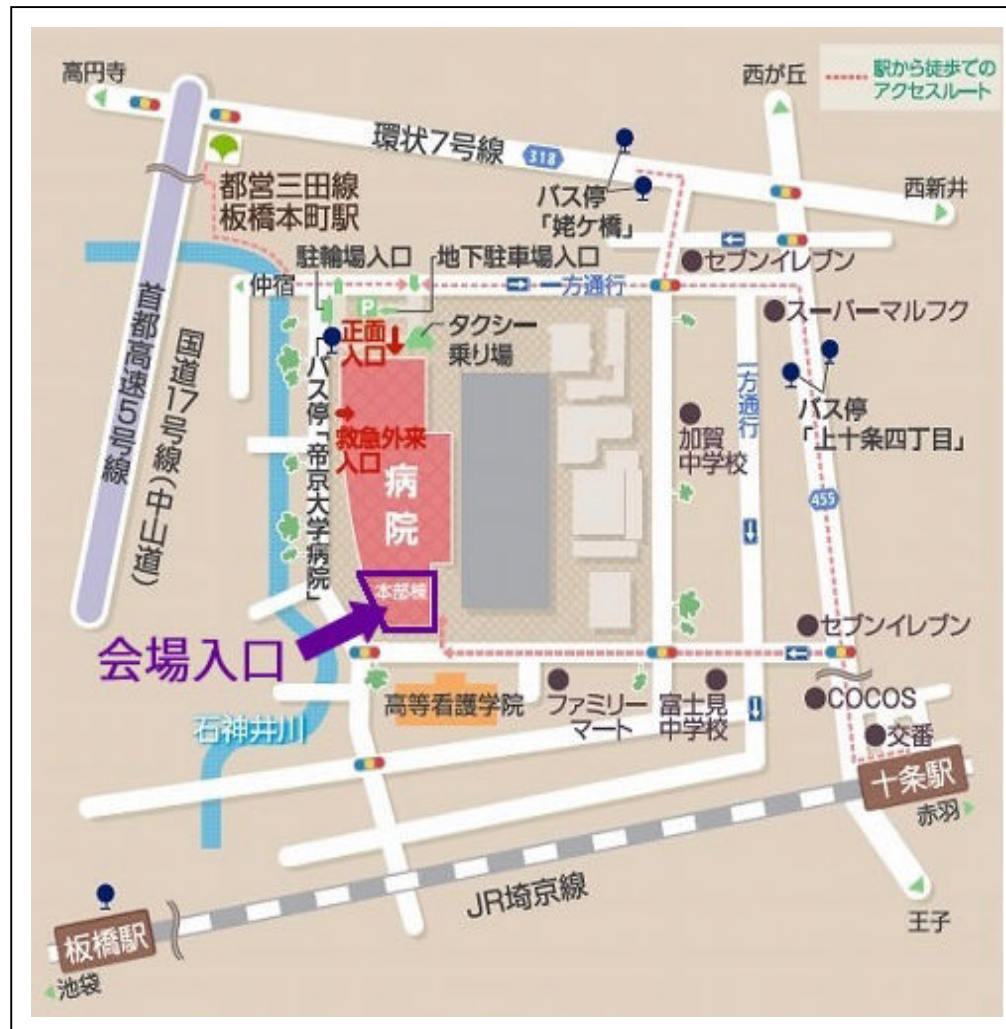 高円寺
西が丘
駅から徒歩での
アクセスルート
環状7号線
318
西新井
都営三田線
板橋本町駅
バス停
「姥ケ橋」
駐輪場入口
地下駐車場入口
セブンイレブン
仲宿
P
一方通行
スーパーマルフク
正面
入口
タクシー
乗り場
首都高速5号線
国道17号線(中山道)
バス停「帝京大学病院」
救急外来
入口
病院
一方通行
加賀
中学校
バス停
「上十条四丁目」
455
本部棟
会場入口
セブンイレブン
石神井川
高等看護学院
ファミリー
マート
富士見
中学校
COCOS
交番
十条駅
赤羽
JR埼京線
王子
板橋駅
池袋